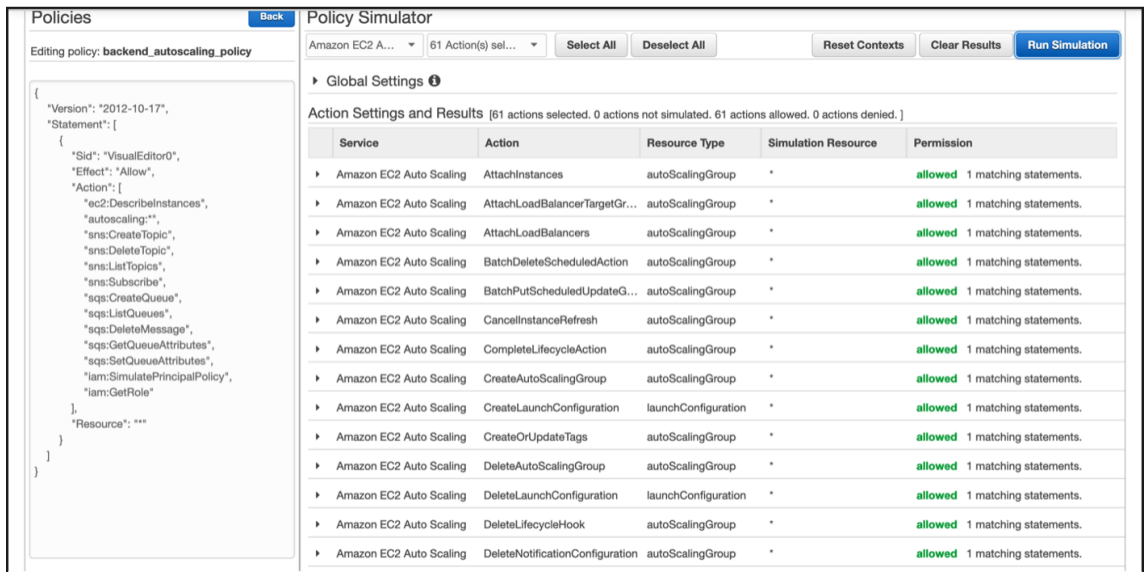 Policies
Back
Editing policy: backend_autoscaling_policy
{
"Version": "2012-10-17",
"Statement": [
{
"Sid": "VisualEditor0",
"Effect": "Allow",
"Action": [
"ec2:DescribeInstances",
"autoscaling:*",
"sns:CreateTopic",
"sns:DeleteTopic",
"sns:ListTopics",
"sns:Subscribe",
"sqs:CreateQueue",
"sqs:ListQueues",
"sqs:DeleteMessage",
"sqs:GetQueueAttributes",
"sqs:SetQueueAttributes",
"iam:SimulatePrincipalPolicy",
"iam:GetRole"
],
"Resource": "*"
}
]
}
Policy Simulator
Amazon EC2 A... 61 Action(s) sel... Select All Deselect All Reset Contexts Clear Results Run Simulation
Global Settings
Action Settings and Results [61 actions selected. 0 actions not simulated. 61 actions allowed. 0 actions denied. ]
Service Action Resource Type Simulation Resource Permission
Amazon EC2 Auto Scaling AttachInstances autoScalingGroup * allowed 1 matching statements.
Amazon EC2 Auto Scaling AttachLoadBalancerTargetGr... autoScalingGroup * allowed 1 matching statements.
Amazon EC2 Auto Scaling AttachLoadBalancers autoScalingGroup * allowed 1 matching statements.
Amazon EC2 Auto Scaling BatchDeleteScheduledAction autoScalingGroup * allowed 1 matching statements.
Amazon EC2 Auto Scaling BatchPutScheduledUpdateG... autoScalingGroup * allowed 1 matching statements.
Amazon EC2 Auto Scaling CancelInstanceRefresh autoScalingGroup * allowed 1 matching statements.
Amazon EC2 Auto Scaling CompleteLifecycleAction autoScalingGroup * allowed 1 matching statements.
Amazon EC2 Auto Scaling CreateAutoScalingGroup autoScalingGroup * allowed 1 matching statements.
Amazon EC2 Auto Scaling CreateLaunchConfiguration launchConfiguration * allowed 1 matching statements.
Amazon EC2 Auto Scaling CreateOrUpdateTags autoScalingGroup * allowed 1 matching statements.
Amazon EC2 Auto Scaling DeleteAutoScalingGroup autoScalingGroup * allowed 1 matching statements.
Amazon EC2 Auto Scaling DeleteLaunchConfiguration launchConfiguration * allowed 1 matching statements.
Amazon EC2 Auto Scaling DeleteLifecycleHook autoScalingGroup * allowed 1 matching statements.
Amazon EC2 Auto Scaling DeleteNotificationConfiguration autoScalingGroup * allowed 1 matching statements.